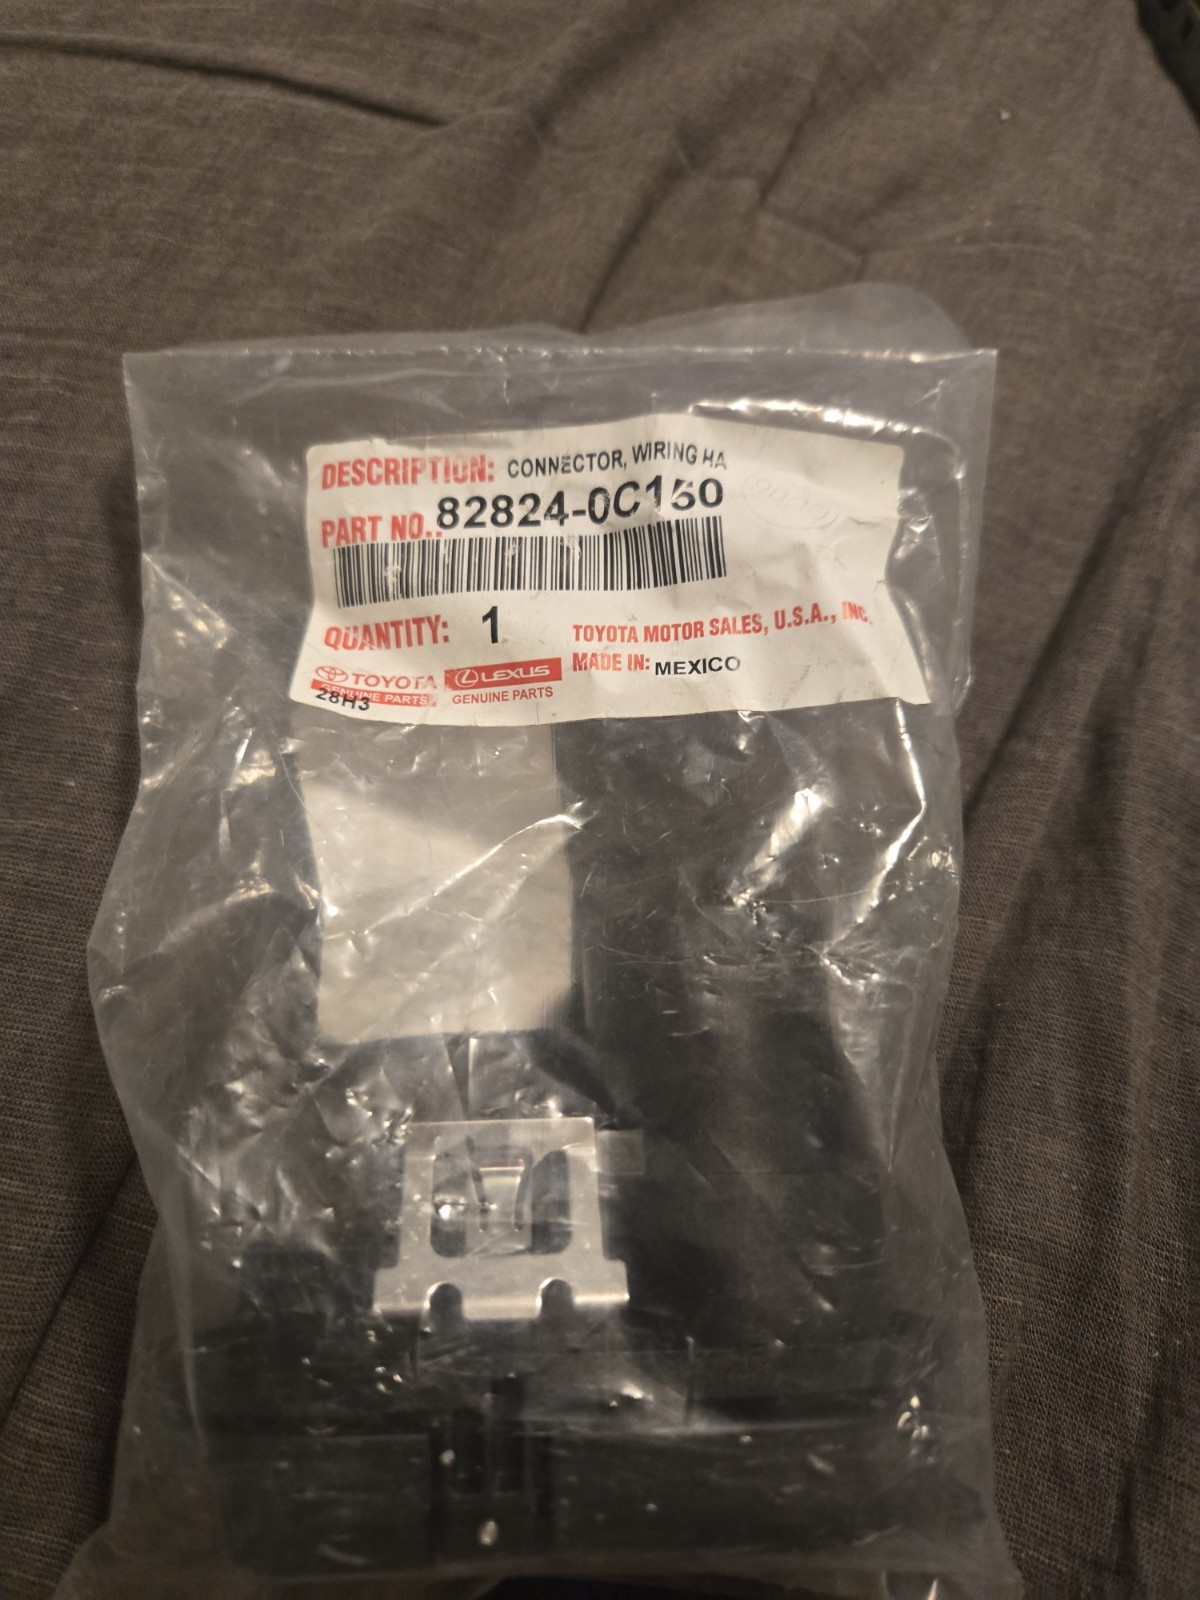 DESCRIPTION: CONNECTOR, WIRING HA
PART NO.: 82824-0C150
QUANTITY: 1
TOYOTA MOTOR SALES, U.S.A., INC.
MADE IN: MEXICO
TOYOTA
GENUINE PARTS
LEXUS
GENUINE PARTS
28H3